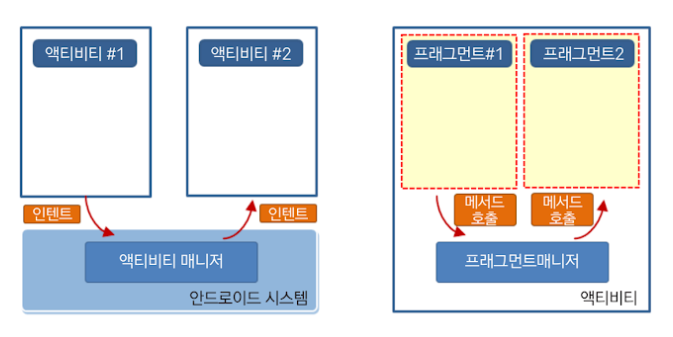 액티비티 #1
액티비티 #2
인텐트
인텐트
액티비티 매니저
안드로이드 시스템
프래그먼트#1
프래그먼트2
메서드
호출
메서드
호출
프래그먼트매니저
액티비티